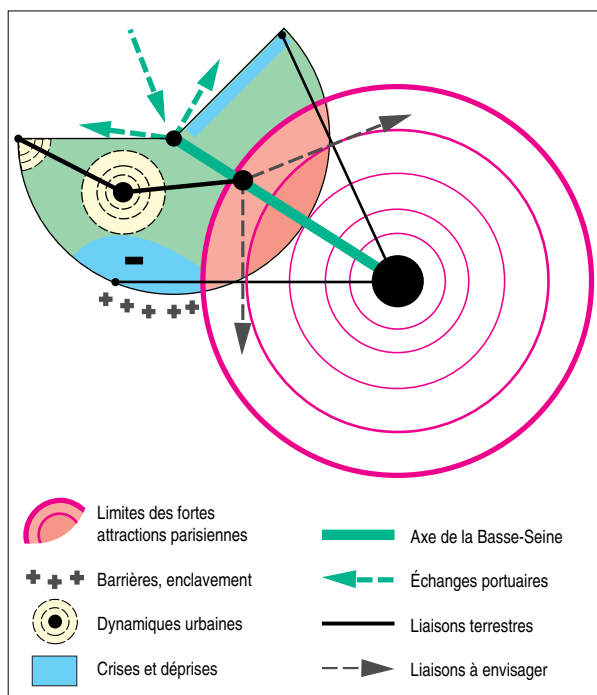 Limites des fortes
attractions parisiennes
Barrières, enclavement
Dynamiques urbaines
Crises et déprises
Axe de la Basse-Seine
Échanges portuaires
Liaisons terrestres
Liaisons à envisager